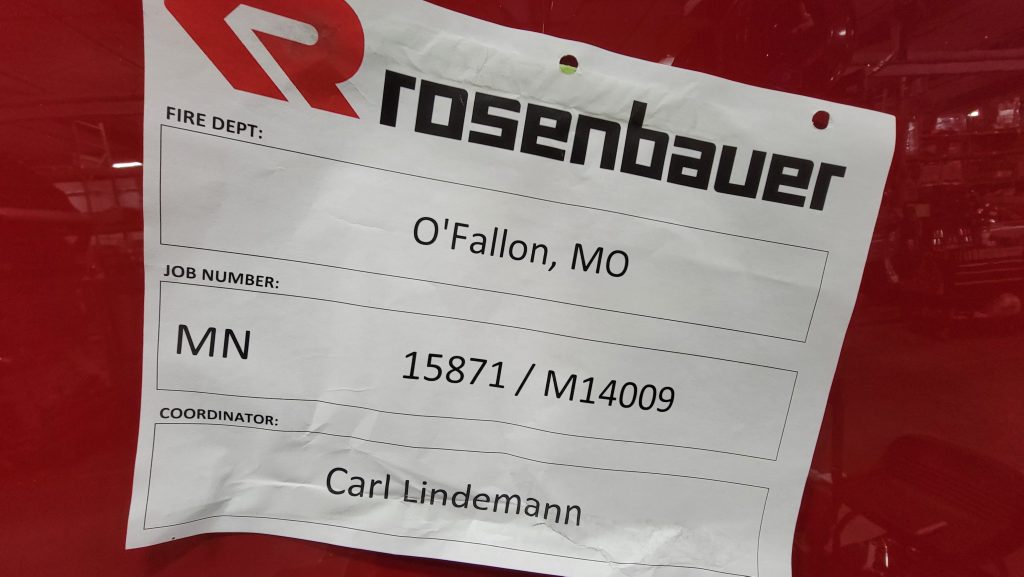 rosenbauer
FIRE DEPT:
O'Fallon, MO
JOB NUMBER:
MN 15871 / M14009
COORDINATOR:
Carl Lindemann